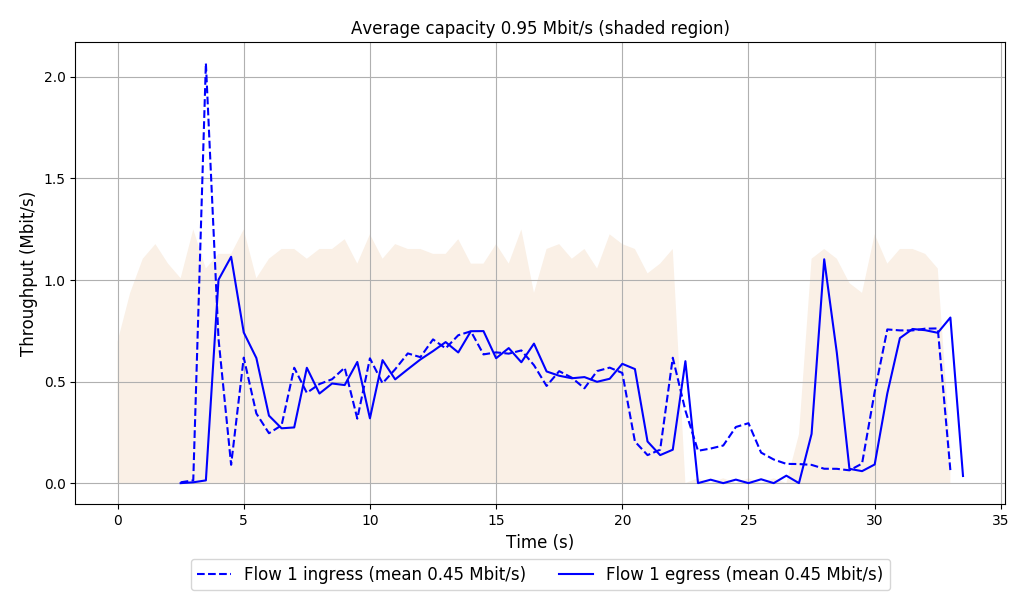 Average capacity 0.95 Mbit/s (shaded region)
Throughput (Mbit/s)
2.0
1.5
1.0
0.5
0.0
0 5 10 15 20 25 30 35
Time (s)
Flow 1 ingress (mean 0.45 Mbit/s) Flow 1 egress (mean 0.45 Mbit/s)